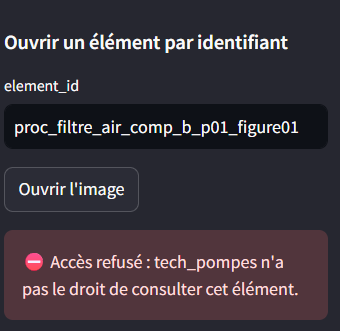 Ouvrir un élément par identifiant
element_id
proc_filtre_air_comp_b_p01_figure01
Ouvrir l'image
Accès refusé : tech_pompes n'a
pas le droit de consulter cet élément.